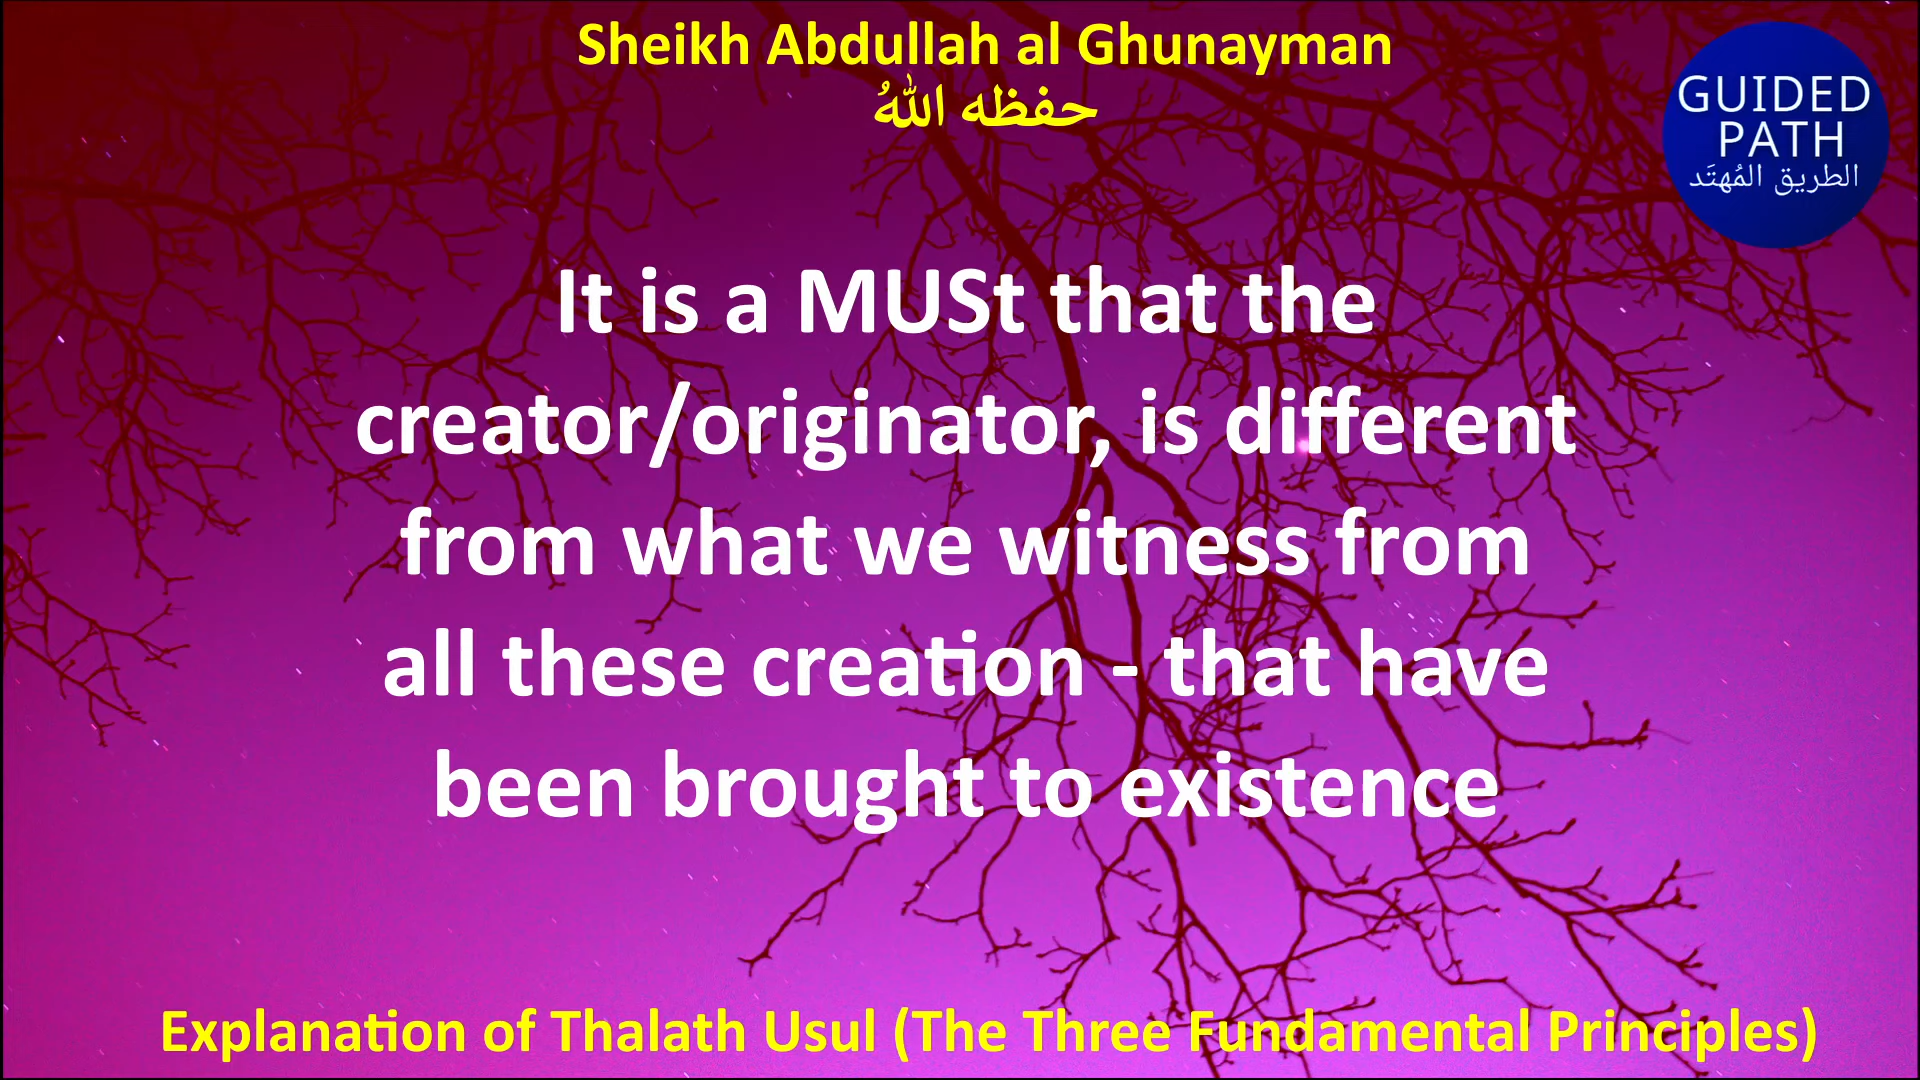 Sheikh Abdullah al Ghunayman
حفظه اللهُ
GUIDED
PATH
الطريق المُهتَد
It is a MUSt that the
creator/originator, is different
from what we witness from
all these creation - that have
been brought to existence
Explanation of Thalath Usul (The Three Fundamental Principles)